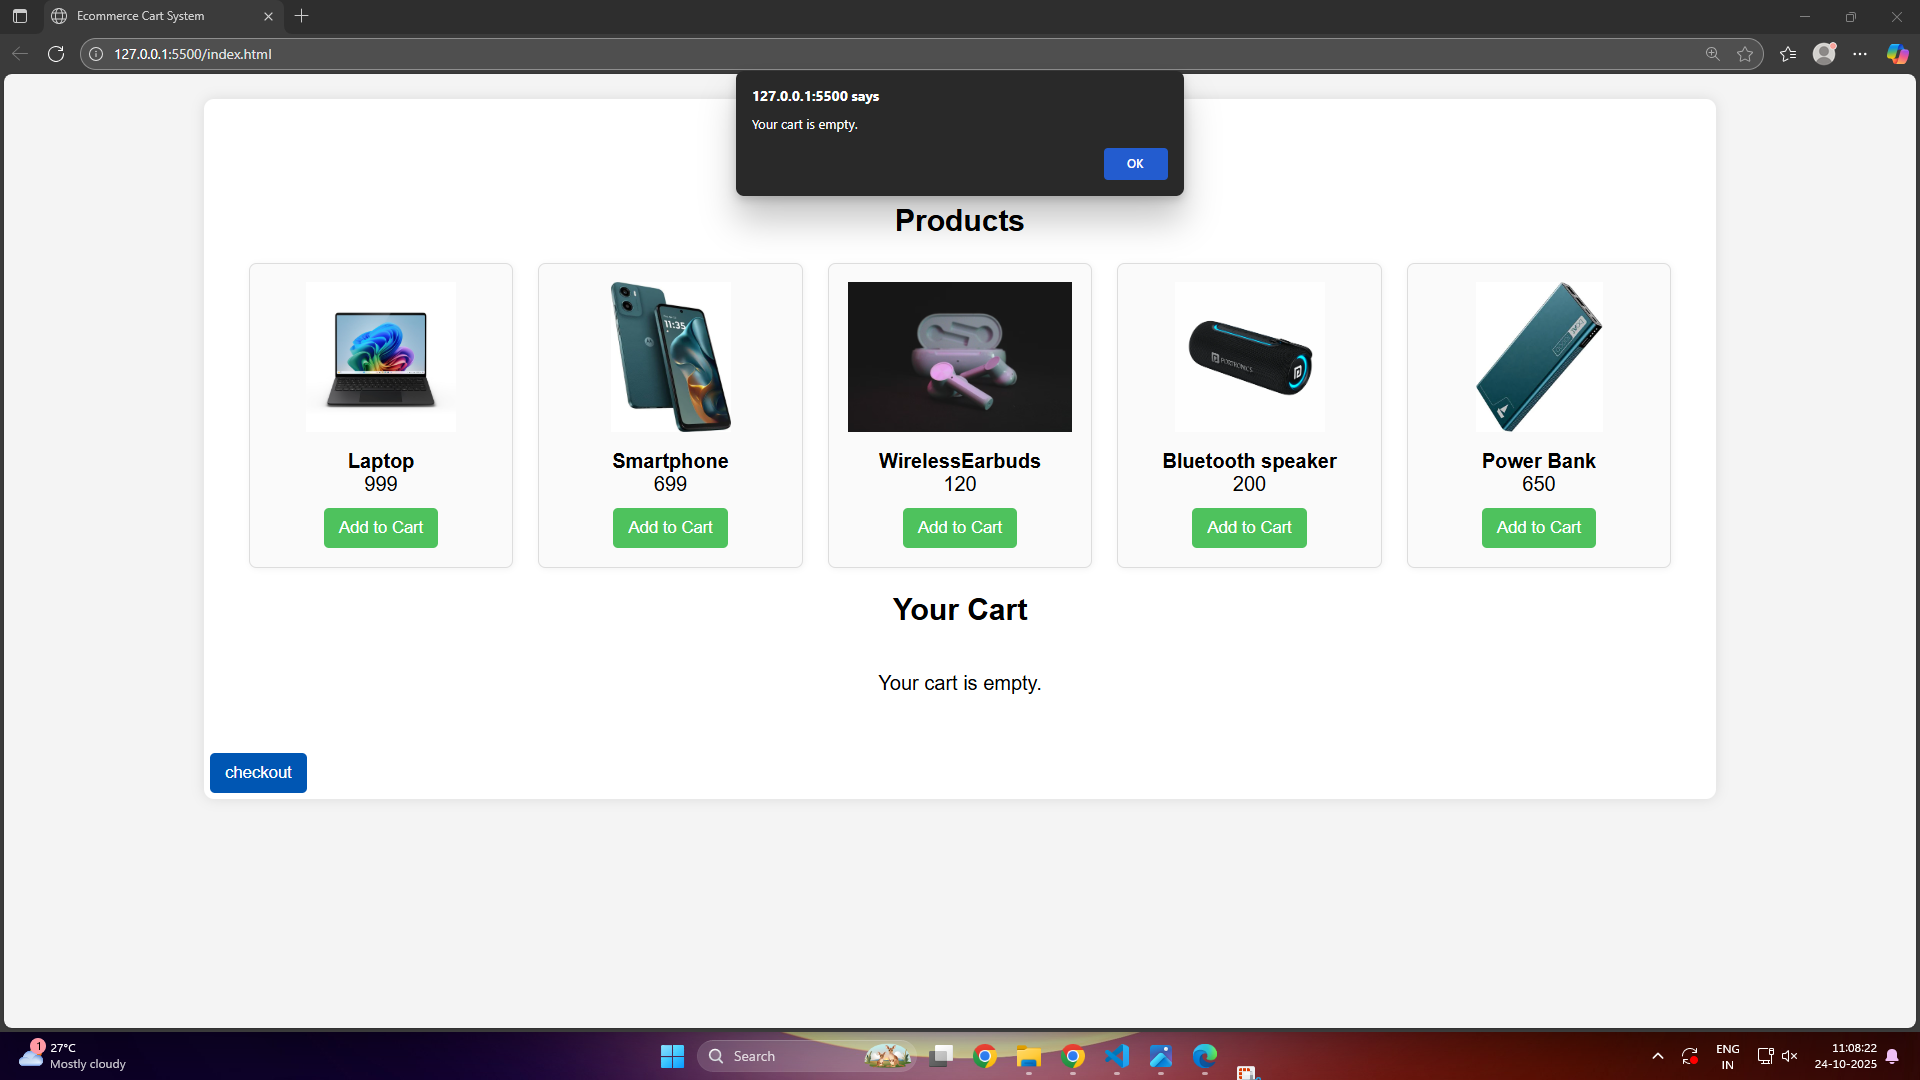 Ecommerce Cart System
127.0.0.1:5500/index.html
127.0.0.1:5500 says
Your cart is empty.
OK
Products
11:35
PORTRONICS
Laptop
999
Add to Cart
Smartphone
699
Add to Cart
WirelessEarbuds
120
Add to Cart
Bluetooth speaker
200
Add to Cart
Power Bank
650
Add to Cart
Your Cart
Your cart is empty.
checkout
1
27°C
Mostly cloudy
Search
ENG
IN
11:08:22
24-10-2025